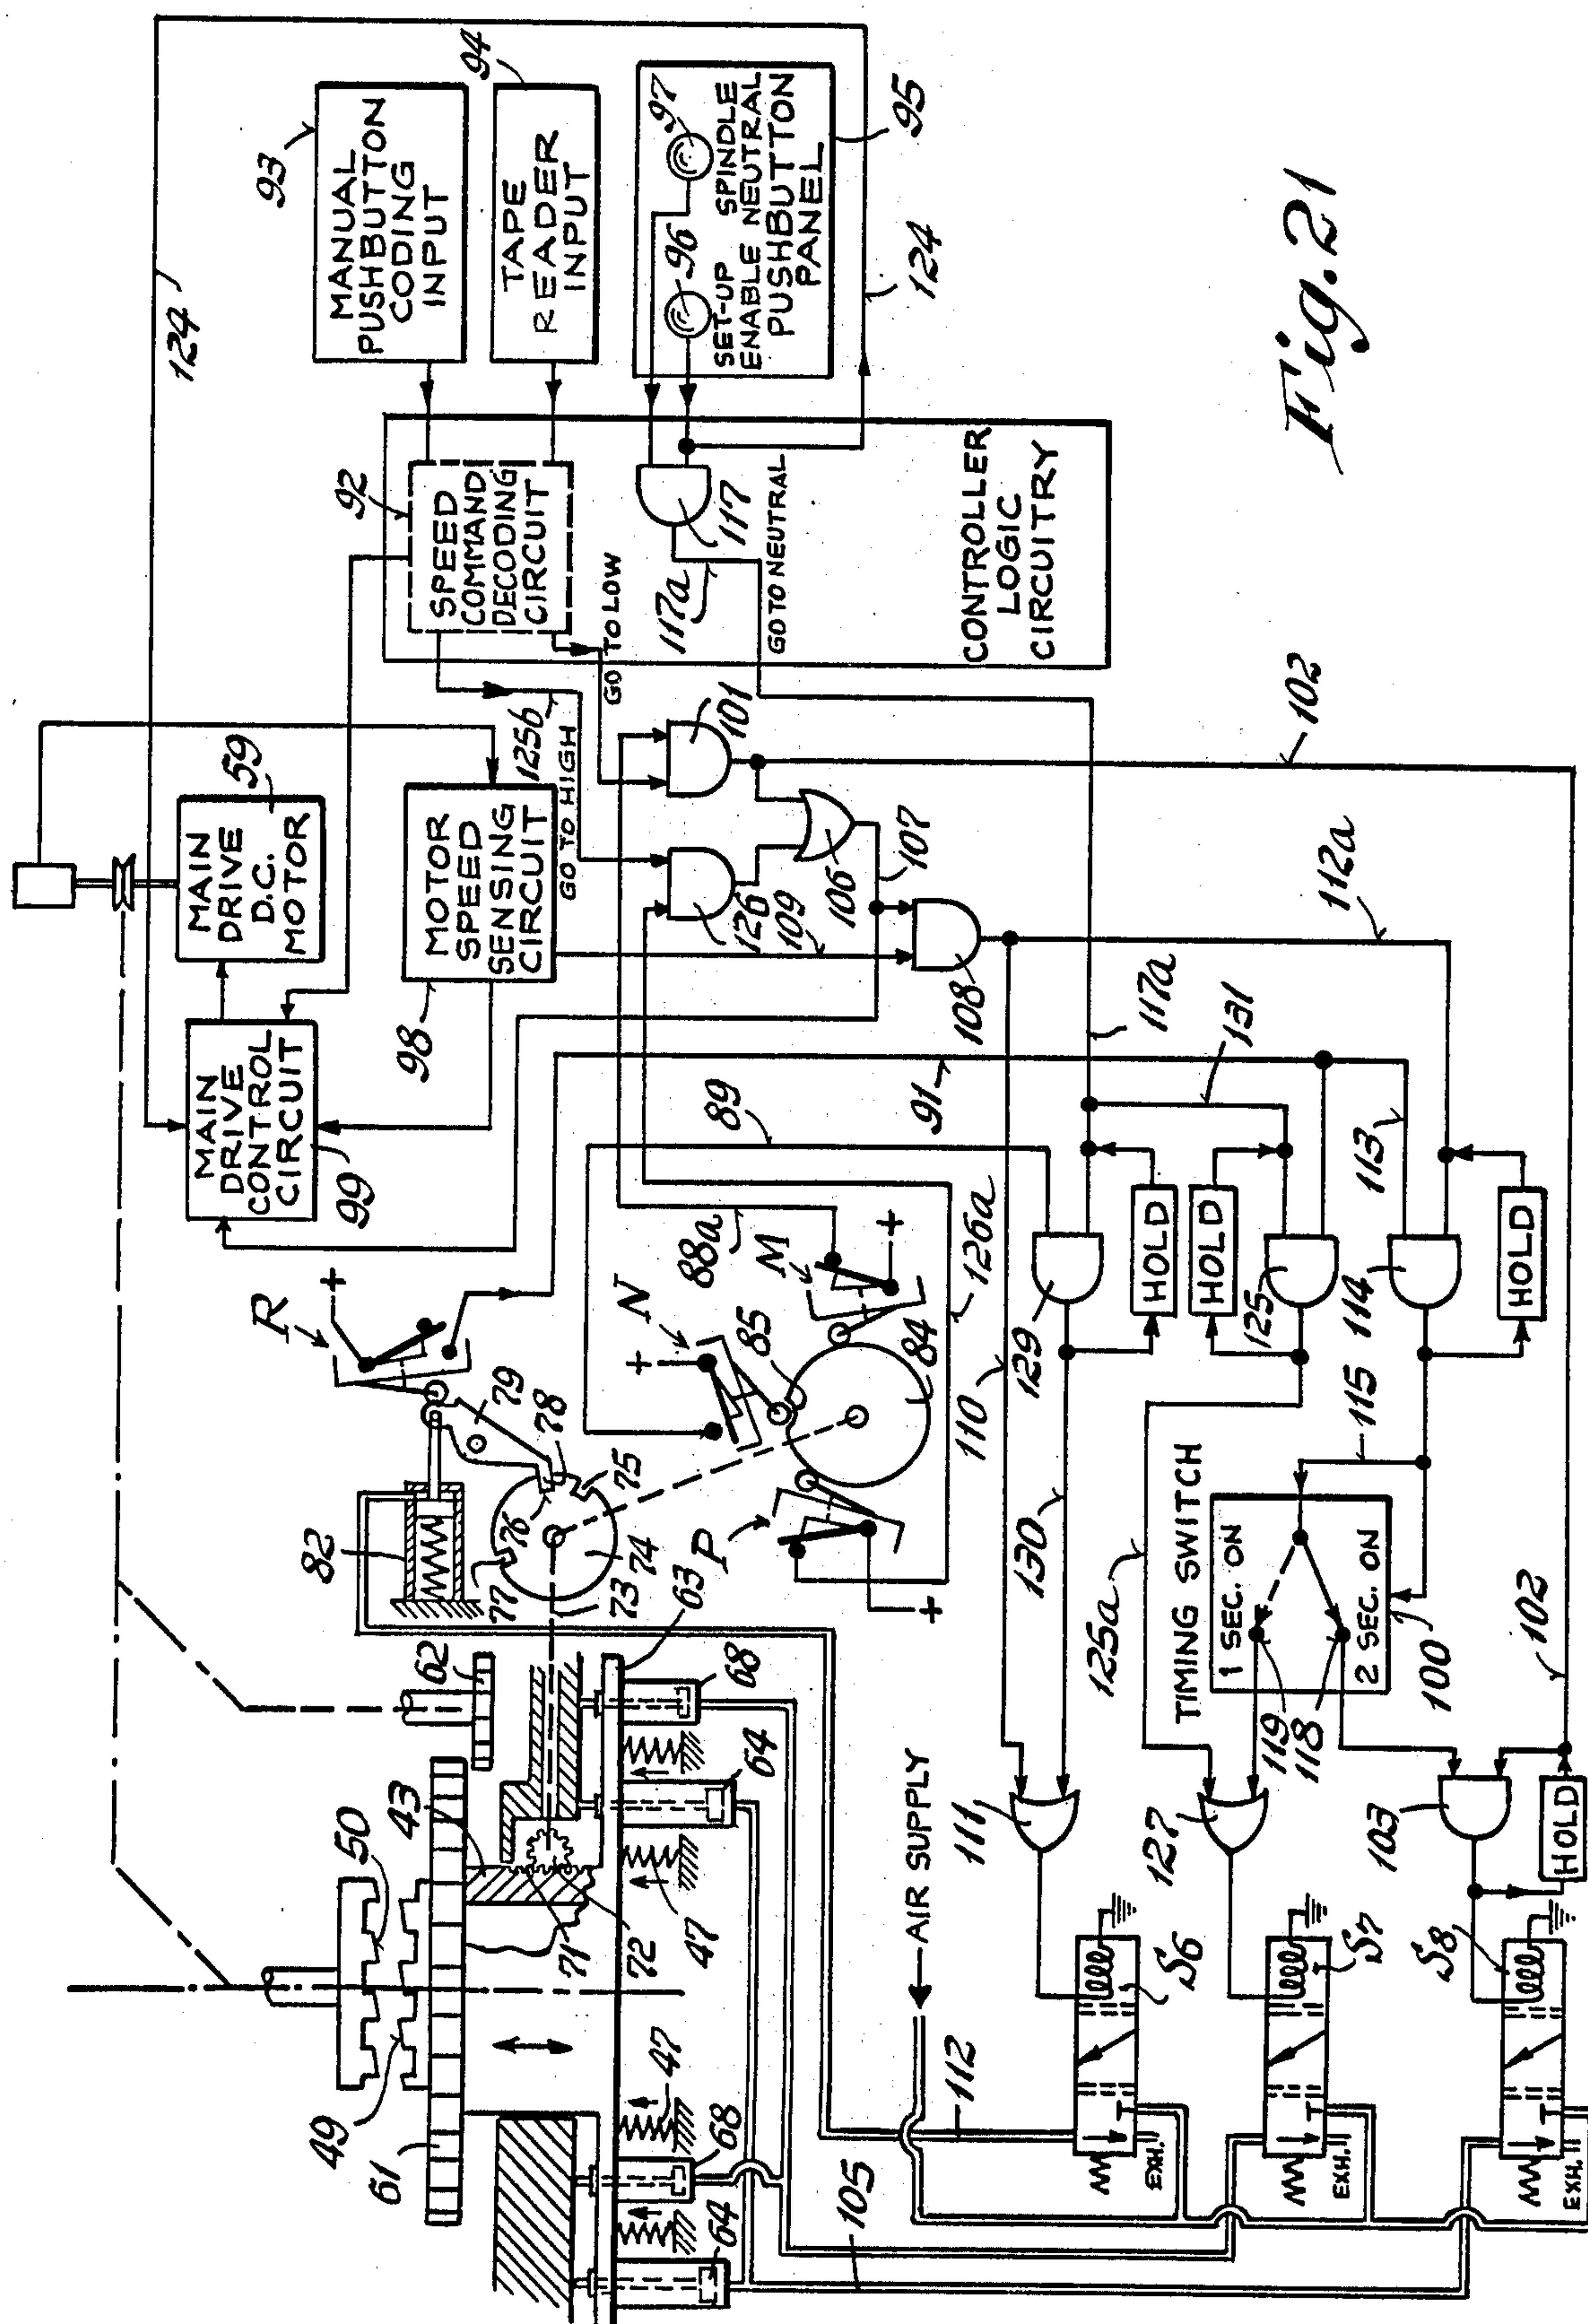 124
MAIN
DRIVE
D.C.
MOTOR
59
MANUAL
PUSHBUTTON
CODING
INPUT
93
TAPE
READER
INPUT
94
97
96
SET-UP SPINDLE
ENABLE NEUTRAL
PUSHBUTTON
PANEL
95
124
MAIN
DRIVE
CONTROL
CIRCUIT
99
MOTOR
SPEED
SENSING
CIRCUIT
98
92
SPEED
COMMAND
DECODING
CIRCUIT
125b
GO TO HIGH
GO TO LOW
117
117a
GO TO NEUTRAL
CONTROLLER
LOGIC
CIRCUITRY
101
126
106
107
109
108
102
112a
R
+
79
78
76
75
77
74
73
82
N
+
M
+
85
84
P
+
88a
89
126a
91
117a
131
113
110
129
HOLD
HOLD
125
114
HOLD
130
125a
115
TIMING SWITCH
1 SEC. ON
2 SEC. ON
119
118
100
102
50
49
61
43
62
63
71
72
47
47
64
64
68
68
AIR SUPPLY
111
127
103
HOLD
S6
S7
S8
112
105
EXH.
EXH.
EXH.
Fig. 21